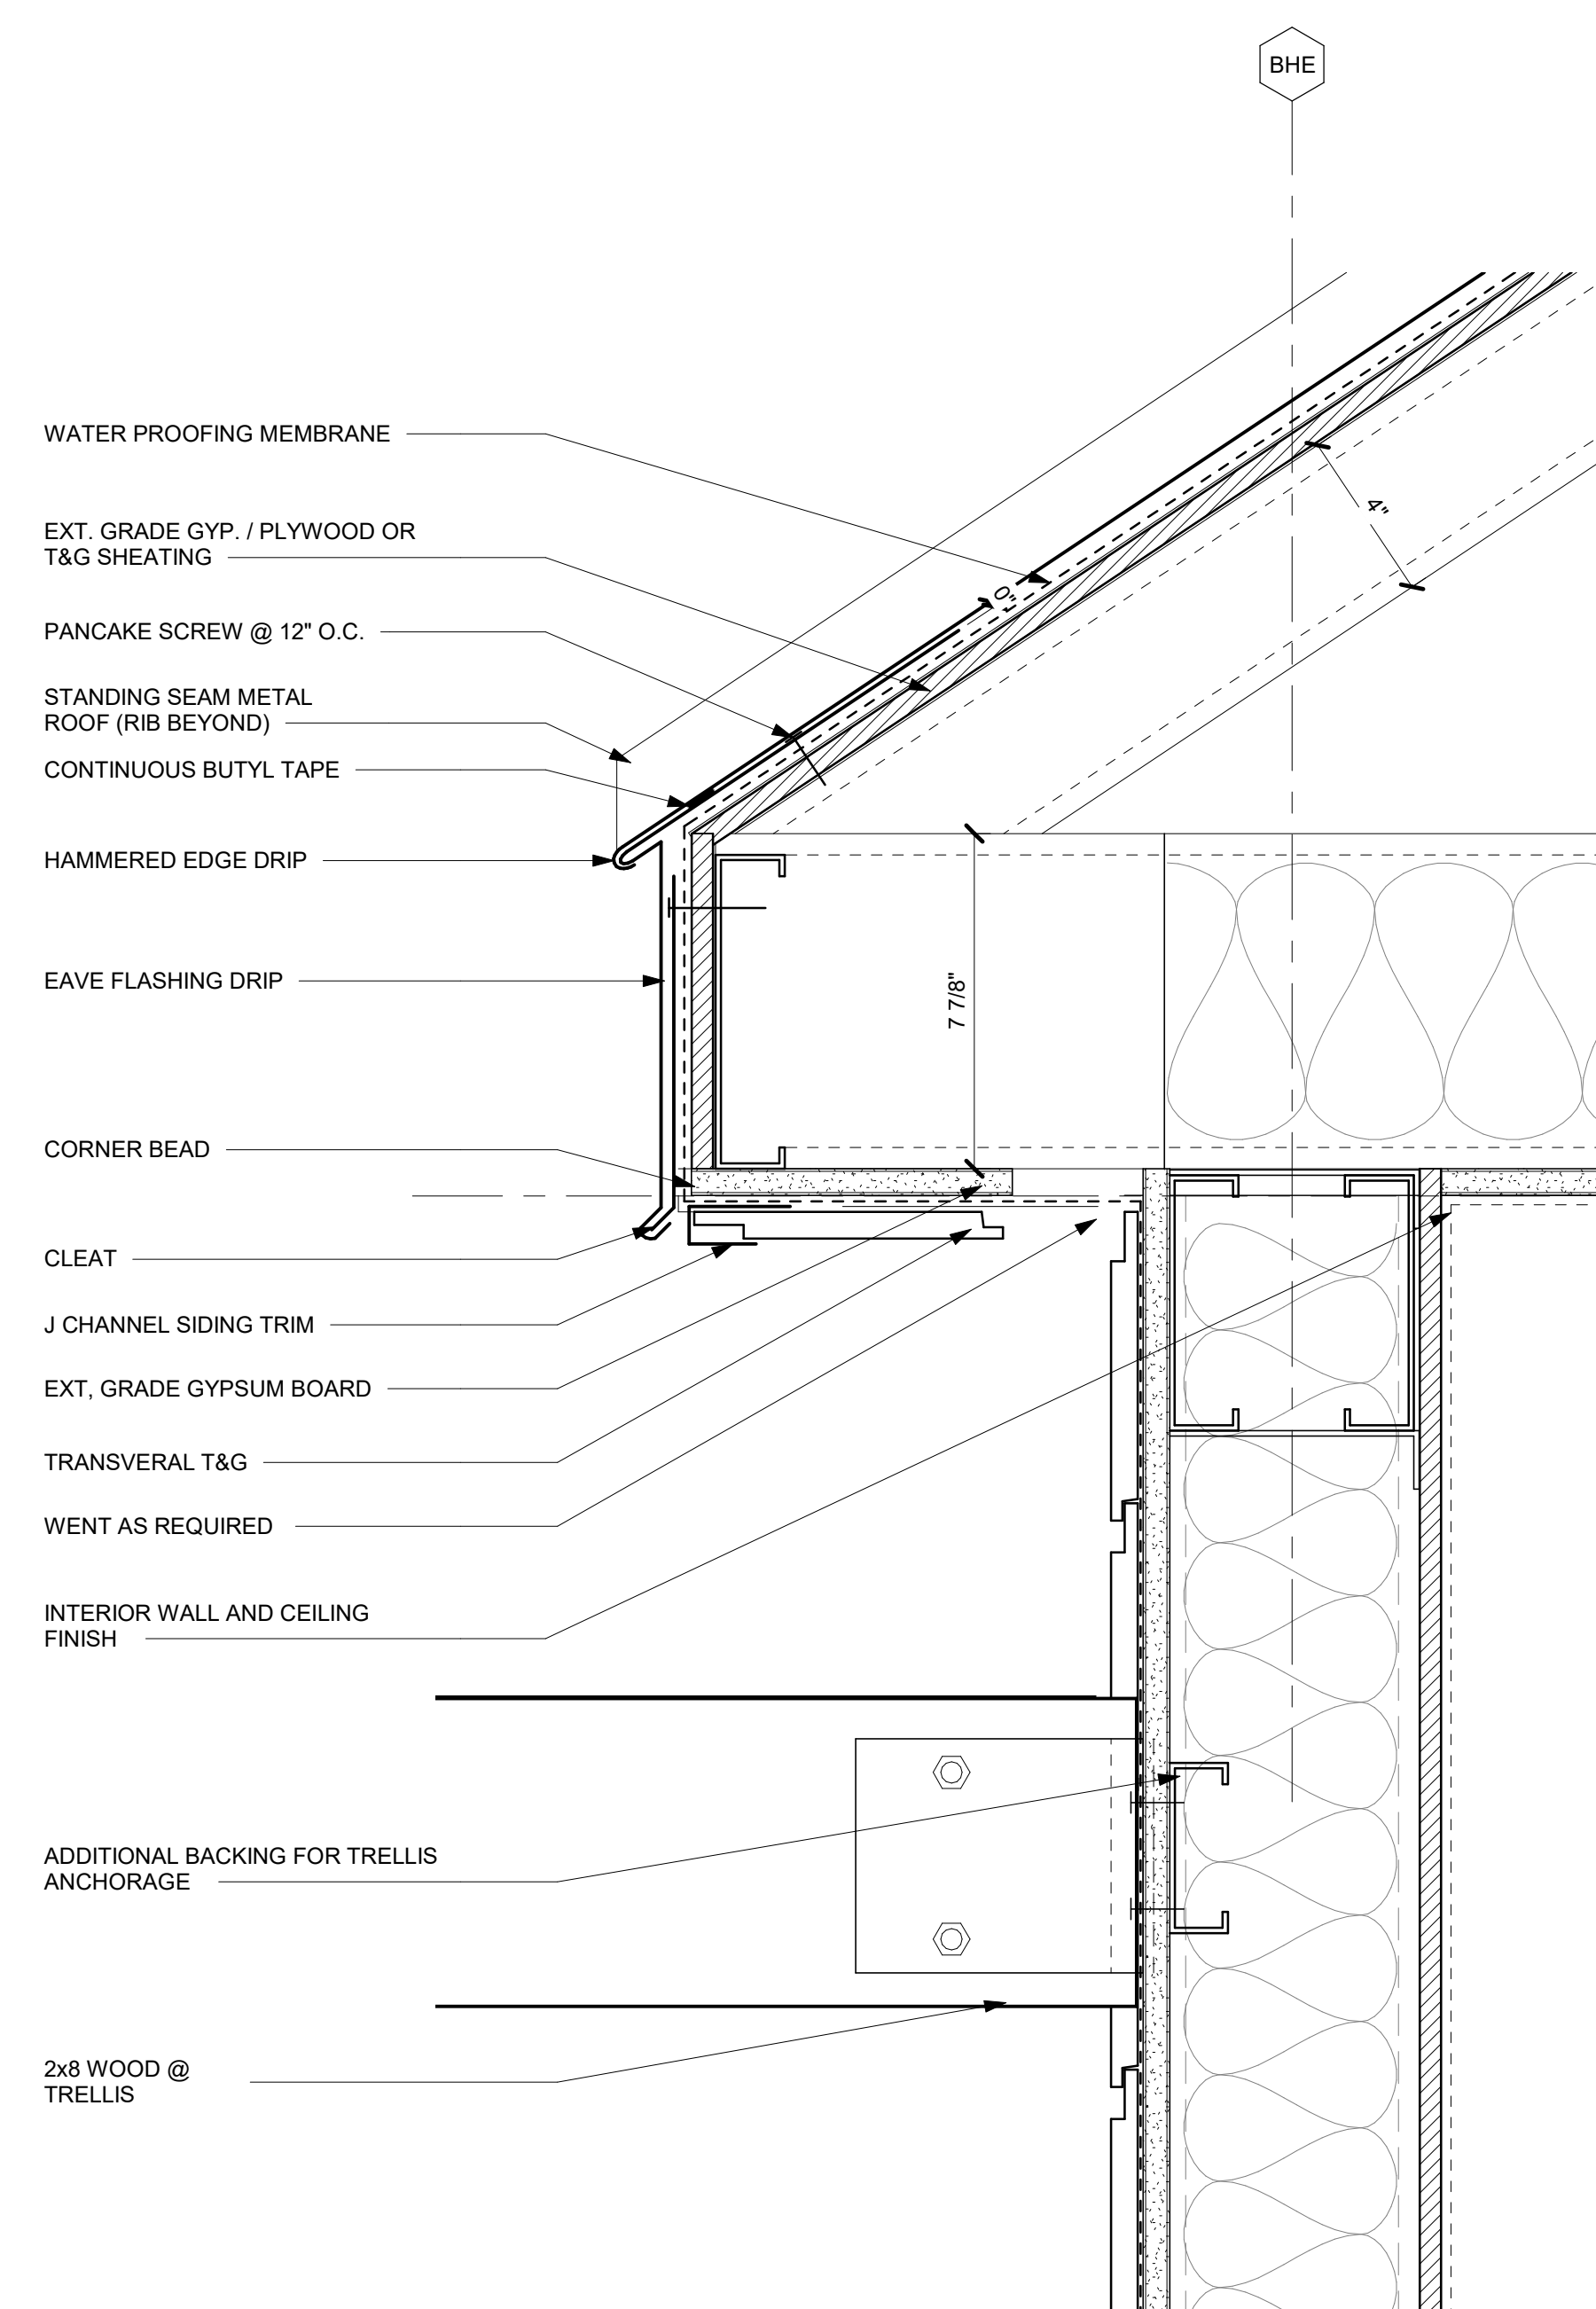 BHE
WATER PROOFING MEMBRANE
EXT. GRADE GYP. / PLYWOOD OR
T&G SHEATING
4"
0"
PANCAKE SCREW @ 12" O.C.
STANDING SEAM METAL
ROOF (RIB BEYOND)
CONTINUOUS BUTYL TAPE
HAMMERED EDGE DRIP
EAVE FLASHING DRIP
7 7/8"
CORNER BEAD
CLEAT
J CHANNEL SIDING TRIM
EXT, GRADE GYPSUM BOARD
TRANSVERAL T&G
WENT AS REQUIRED
INTERIOR WALL AND CEILING
FINISH
ADDITIONAL BACKING FOR TRELLIS
ANCHORAGE
2x8 WOOD @
TRELLIS